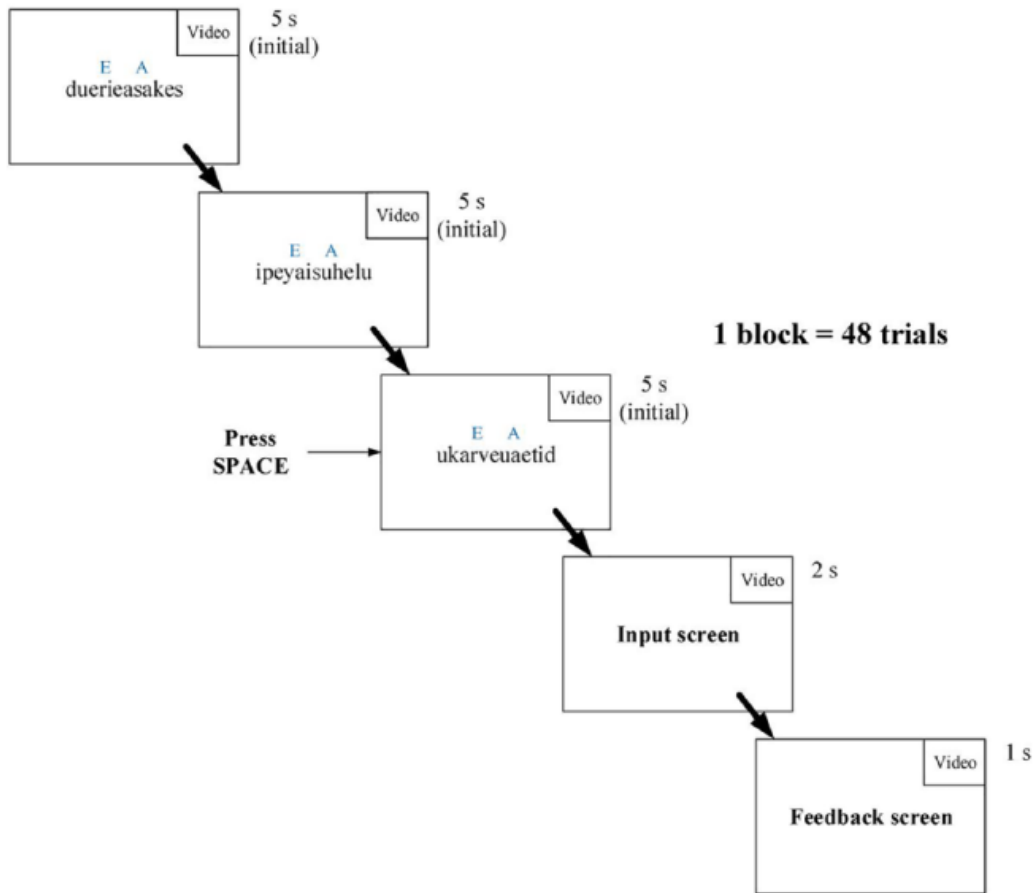 Video
5 s
(initial)
E A
duerieasakes
Video
5 s
(initial)
E A
ipeyaisuhelu
1 block = 48 trials
Video
5 s
(initial)
E A
ukarveuaetid
Press
SPACE
Video
2 s
Input screen
Video
1 s
Feedback screen